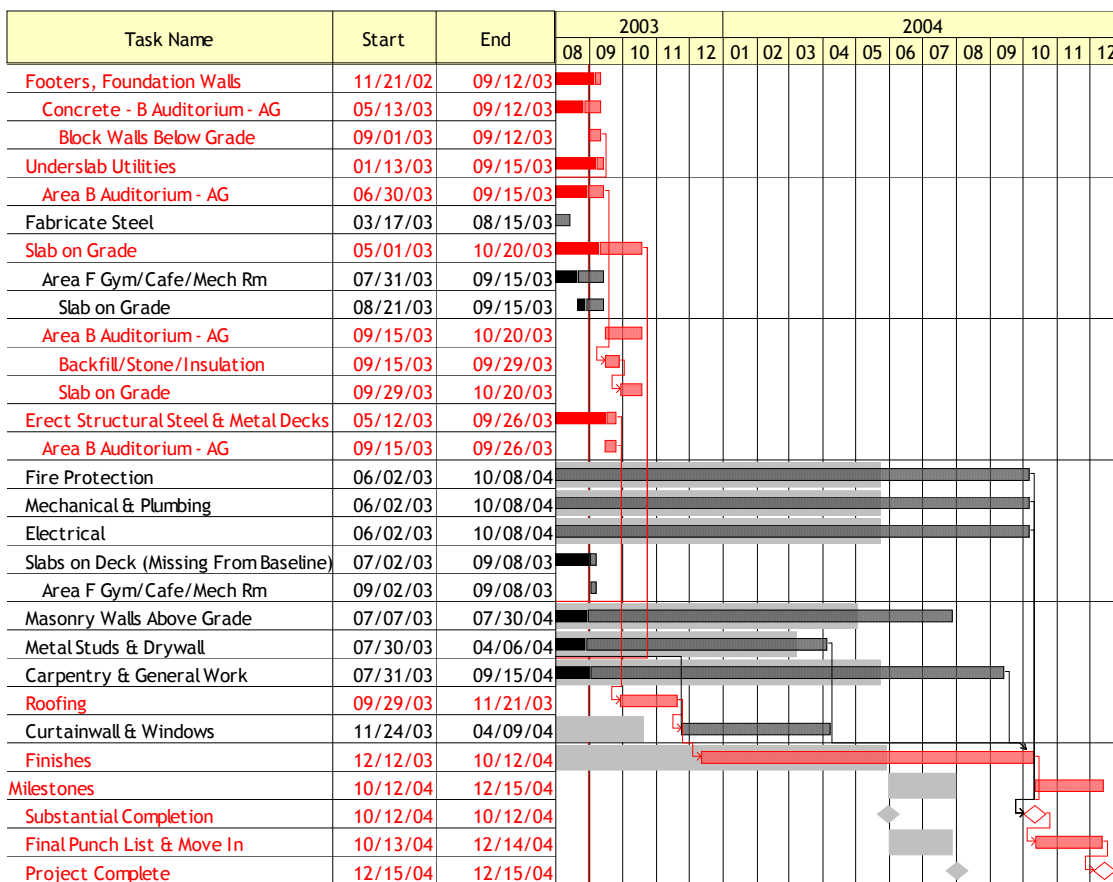 Task Name Start End 2003 2004
08 09 10 11 12 01 02 03 04 05 06 07 08 09 10 11 12
Footers, Foundation Walls 11/21/02 09/12/03
Concrete - B Auditorium - AG 05/13/03 09/12/03
Block Walls Below Grade 09/01/03 09/12/03
Underslab Utilities 01/13/03 09/15/03
Area B Auditorium - AG 06/30/03 09/15/03
Fabricate Steel 03/17/03 08/15/03
Slab on Grade 05/01/03 10/20/03
Area F Gym/Cafe/Mech Rm 07/31/03 09/15/03
Slab on Grade 08/21/03 09/15/03
Area B Auditorium - AG 09/15/03 10/20/03
Backfill/Stone/Insulation 09/15/03 09/29/03
Slab on Grade 09/29/03 10/20/03
Erect Structural Steel & Metal Decks 05/12/03 09/26/03
Area B Auditorium - AG 09/15/03 09/26/03
Fire Protection 06/02/03 10/08/04
Mechanical & Plumbing 06/02/03 10/08/04
Electrical 06/02/03 10/08/04
Slabs on Deck (Missing From Baseline) 07/02/03 09/08/03
Area F Gym/Cafe/Mech Rm 09/02/03 09/08/03
Masonry Walls Above Grade 07/07/03 07/30/04
Metal Studs & Drywall 07/30/03 04/06/04
Carpentry & General Work 07/31/03 09/15/04
Roofing 09/29/03 11/21/03
Curtainwall & Windows 11/24/03 04/09/04
Finishes 12/12/03 10/12/04
Milestones 10/12/04 12/15/04
Substantial Completion 10/12/04 10/12/04
Final Punch List & Move In 10/13/04 12/14/04
Project Complete 12/15/04 12/15/04